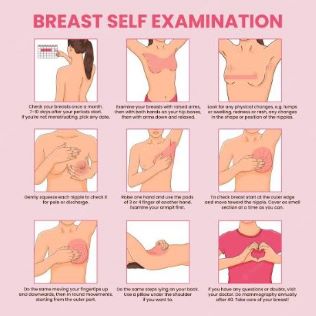 BREAST SELF EXAMINATION
Check your breasts once a month.
7-10 days after your periods start.
If you're not menstruating, pick any date.
Examine your breasts with raised arms,
then with both hands on your hip bones,
than with arms down and relaxed.
Look for any physical changes, e.g. lumps
or swelling, redness or rash, any changes
in the shape or position of the nipples.
Gently squeeze each nipple to check it
for pain or discharge.
Raise one hand and use the pads
of 3 or 4 finger of another hand.
Examine your armpit first.
To check breast start at the outer edge
and move toward the nipple. Cover as small
section at a time as you can.
Do the same moving your fingertips up
and downwards, then in round movements,
starting from the outer part.
Do the same steps lying on your back.
Use a pillow under the shoulder
if you want to.
If you have any questions or doubts, visit
your doctor. Do mammography annually
after 40. Take care of your breast!